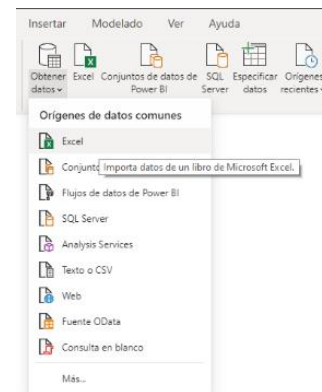 Insertar Modelado Ver Ayuda
Obtener datos Excel Conjuntos de datos de Power BI SQL Server Especificar datos Orígenes recientes
Orígenes de datos comunes
Excel
Conjunto
Importa datos de un libro de Microsoft Excel.
Flujos de datos de Power BI
SQL Server
Analysis Services
Texto o CSV
Web
Fuente OData
Consulta en blanco
Más...